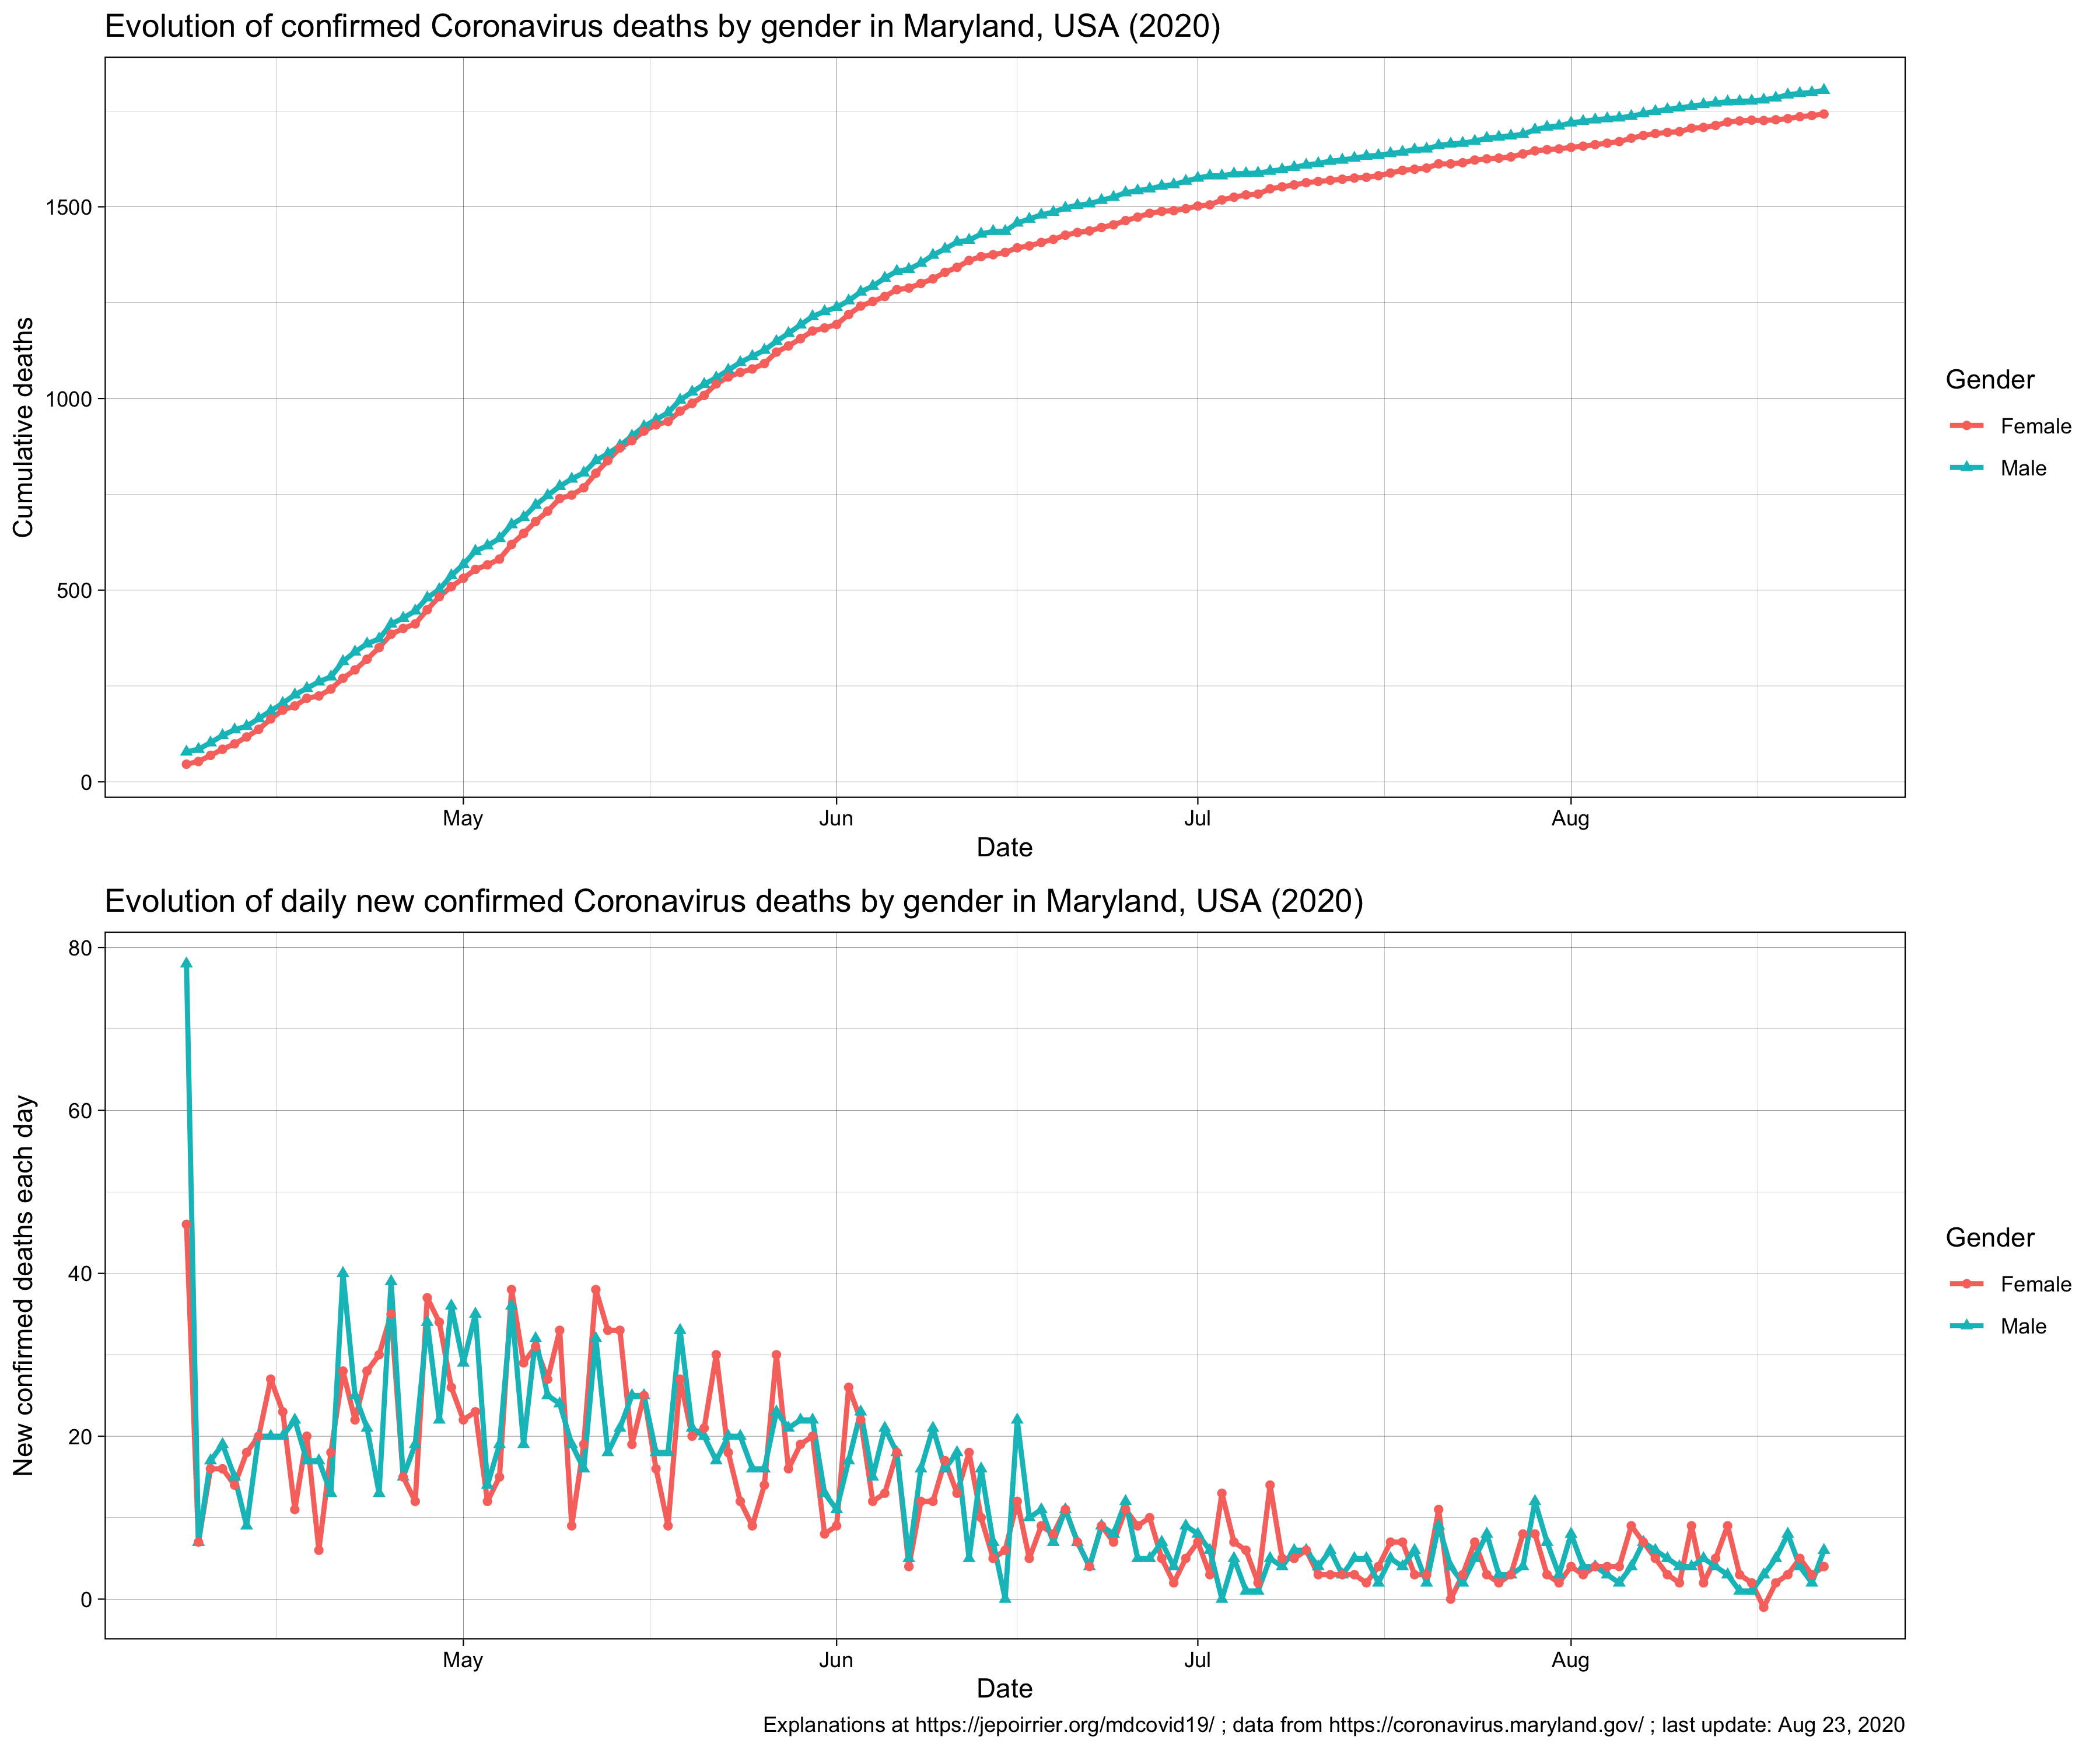 Evolution of confirmed Coronavirus deaths by gender in Maryland, USA (2020)
Cumulative deaths
1500
1000
500
0
May Jun Jul Aug
Date
Gender
Female
Male
Evolution of daily new confirmed Coronavirus deaths by gender in Maryland, USA (2020)
New confirmed deaths each day
80
60
40
20
0
May Jun Jul Aug
Date
Gender
Female
Male
Explanations at https://jepoirrier.org/mdcovid19/ ; data from https://coronavirus.maryland.gov/ ; last update: Aug 23, 2020